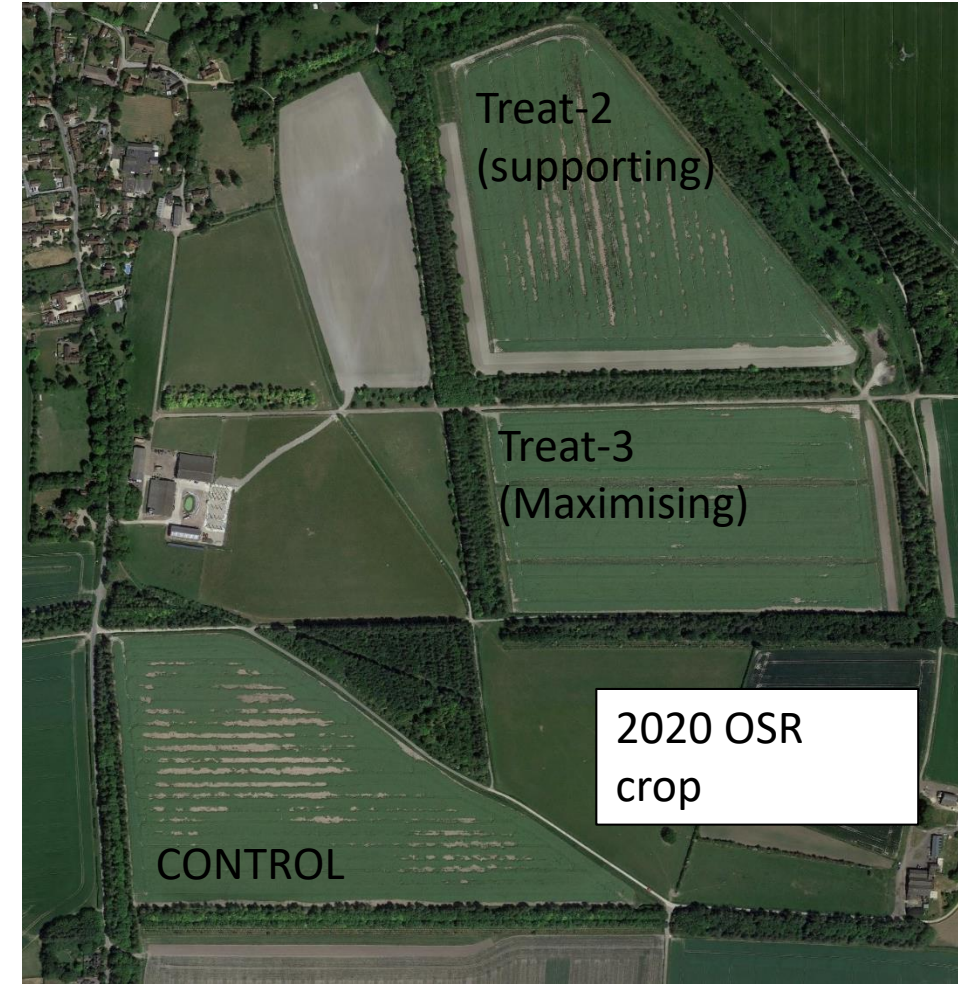 Treat-2
(supporting)
Treat-3
(Maximising)
2020 OSR
crop
CONTROL